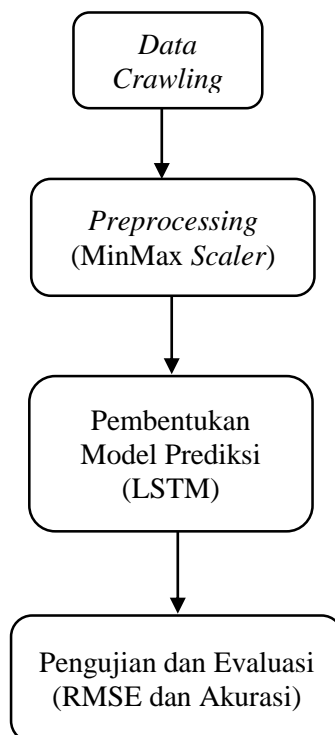 Data
Crawling
Preprocessing
(MinMax Scaler)
Pembentukan
Model Prediksi
(LSTM)
Pengujian dan Evaluasi
(RMSE dan Akurasi)